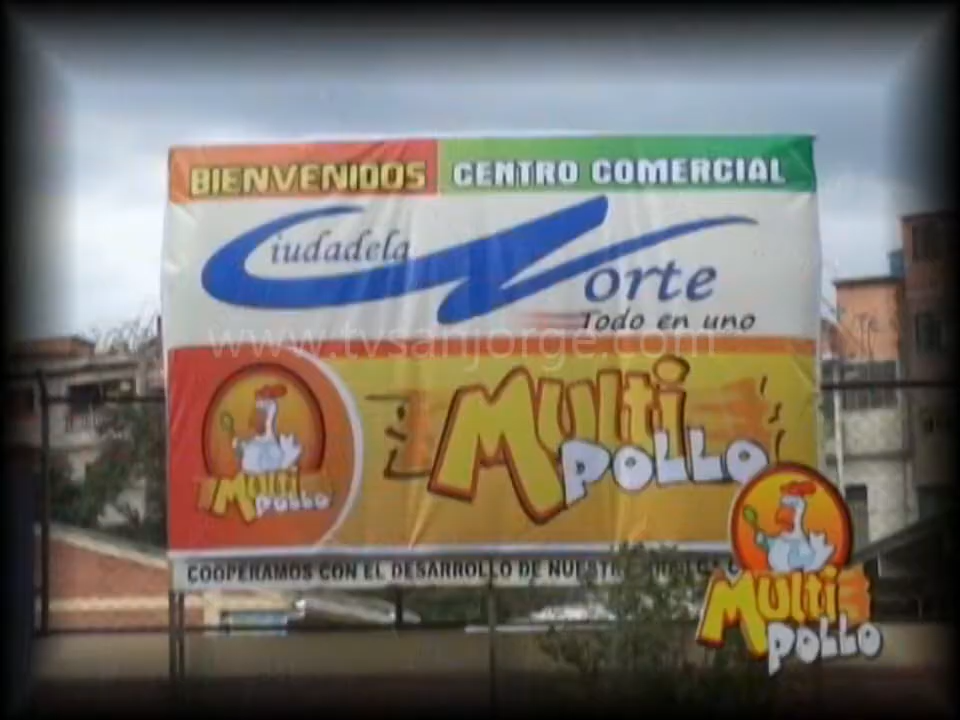 BIENVENIDOS CENTRO COMERCIAL
Ciudadela Norte
Todo en uno
www.tvsanjorge.com
Multi
POLLO
Multi
POLLO
COOPERAMOS CON EL DESARROLLO DE NUESTR
Multi
POLLO